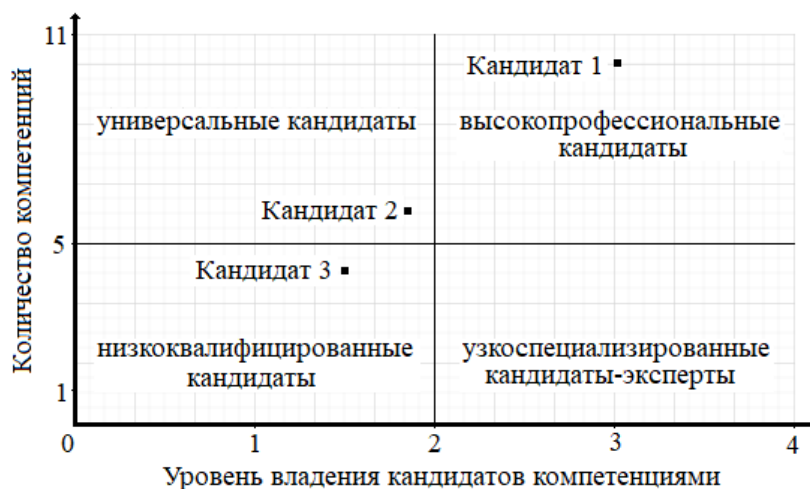 11
Кандидат 1
универсальные кандидаты
высокопрофессиональные
кандидаты
Количество компетенций
Кандидат 2
5
Кандидат 3
низкоквалифицированные
кандидаты
узкоспециализированные
кандидаты-эксперты
1
0 1 2 3 4
Уровень владения кандидатов компетенциями